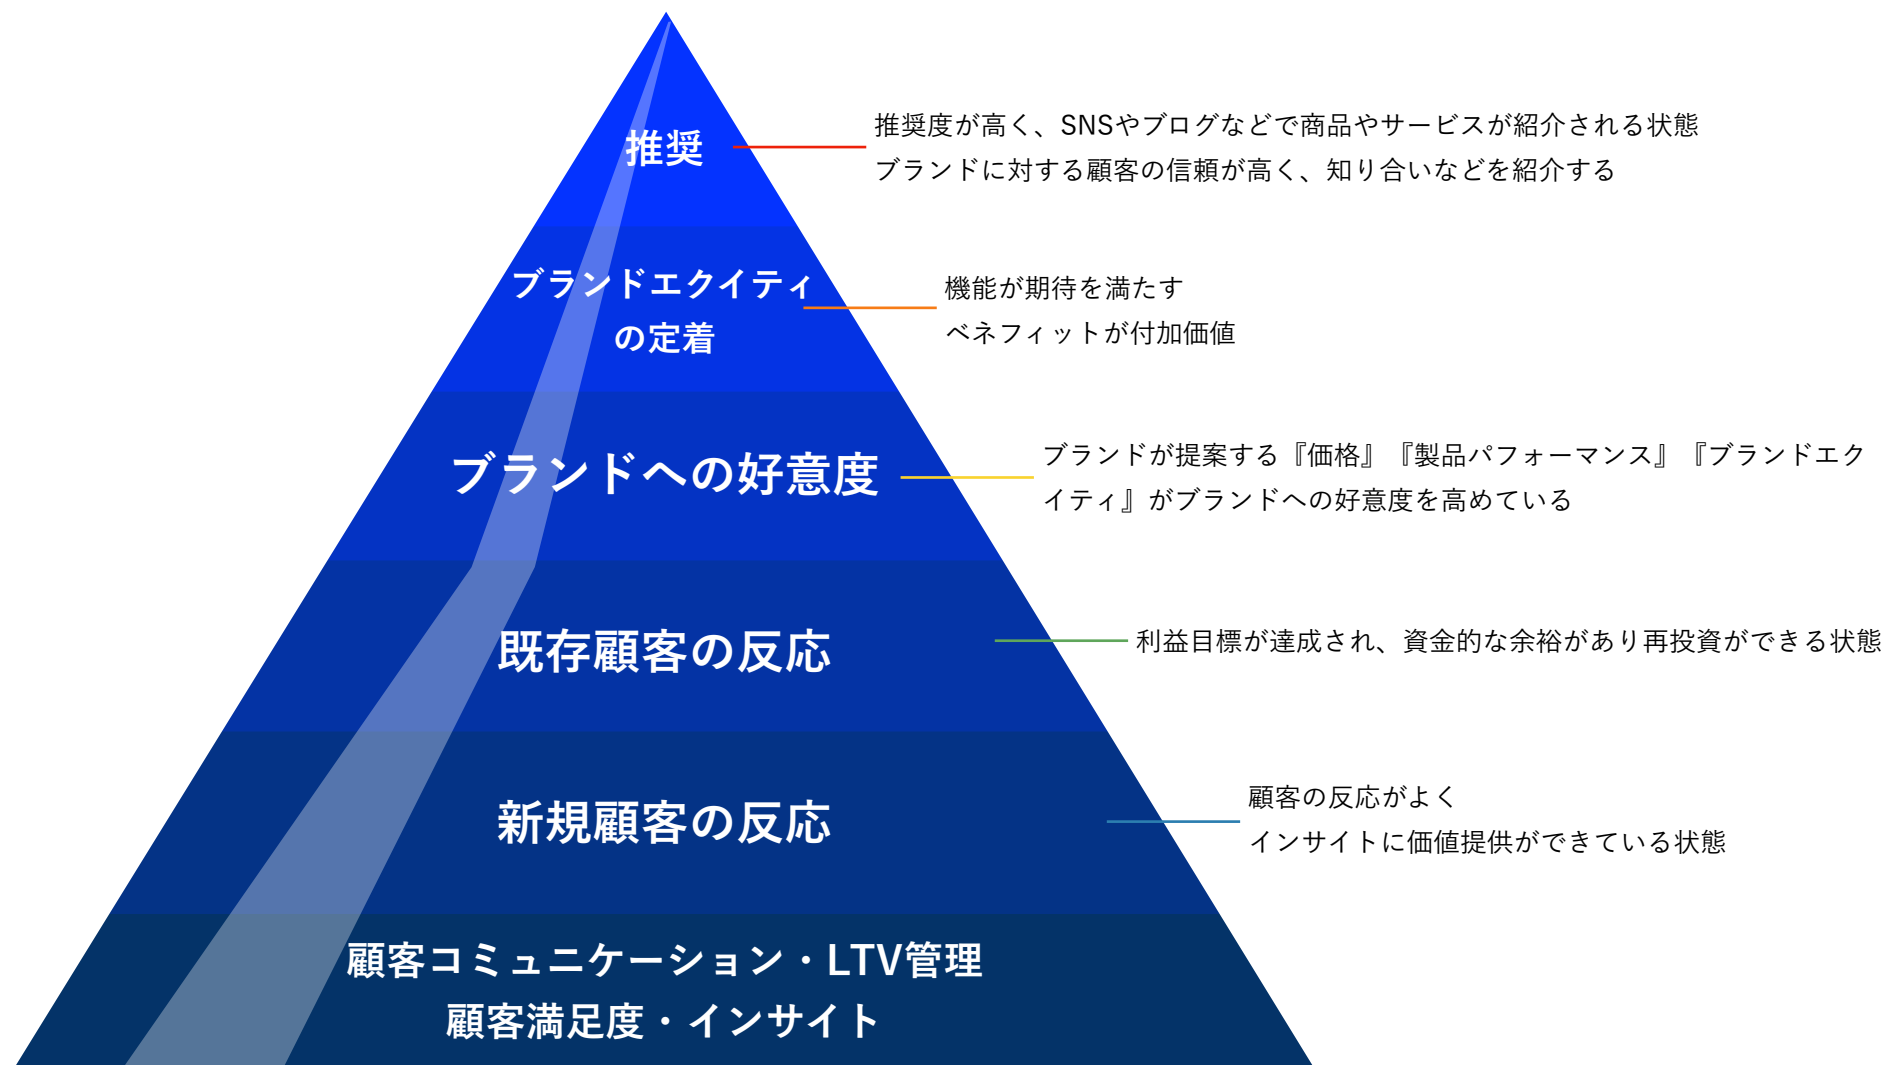 推奨
推奨度が高く、SNSやブログなどで商品やサービスが紹介される状態
ブランドに対する顧客の信頼が高く、知り合いなどを紹介する
ブランドエクイティ
の定着
機能が期待を満たす
ベネフィットが付加価値
ブランドへの好意度
ブランドが提案する『価格』『製品パフォーマンス』『ブランドエク
イティ』がブランドへの好意度を高めている
既存顧客の反応
利益目標が達成され、資金的な余裕があり再投資ができる状態
新規顧客の反応
顧客の反応がよく
インサイトに価値提供ができている状態
顧客コミュニケーション・LTV管理
顧客満足度・インサイト